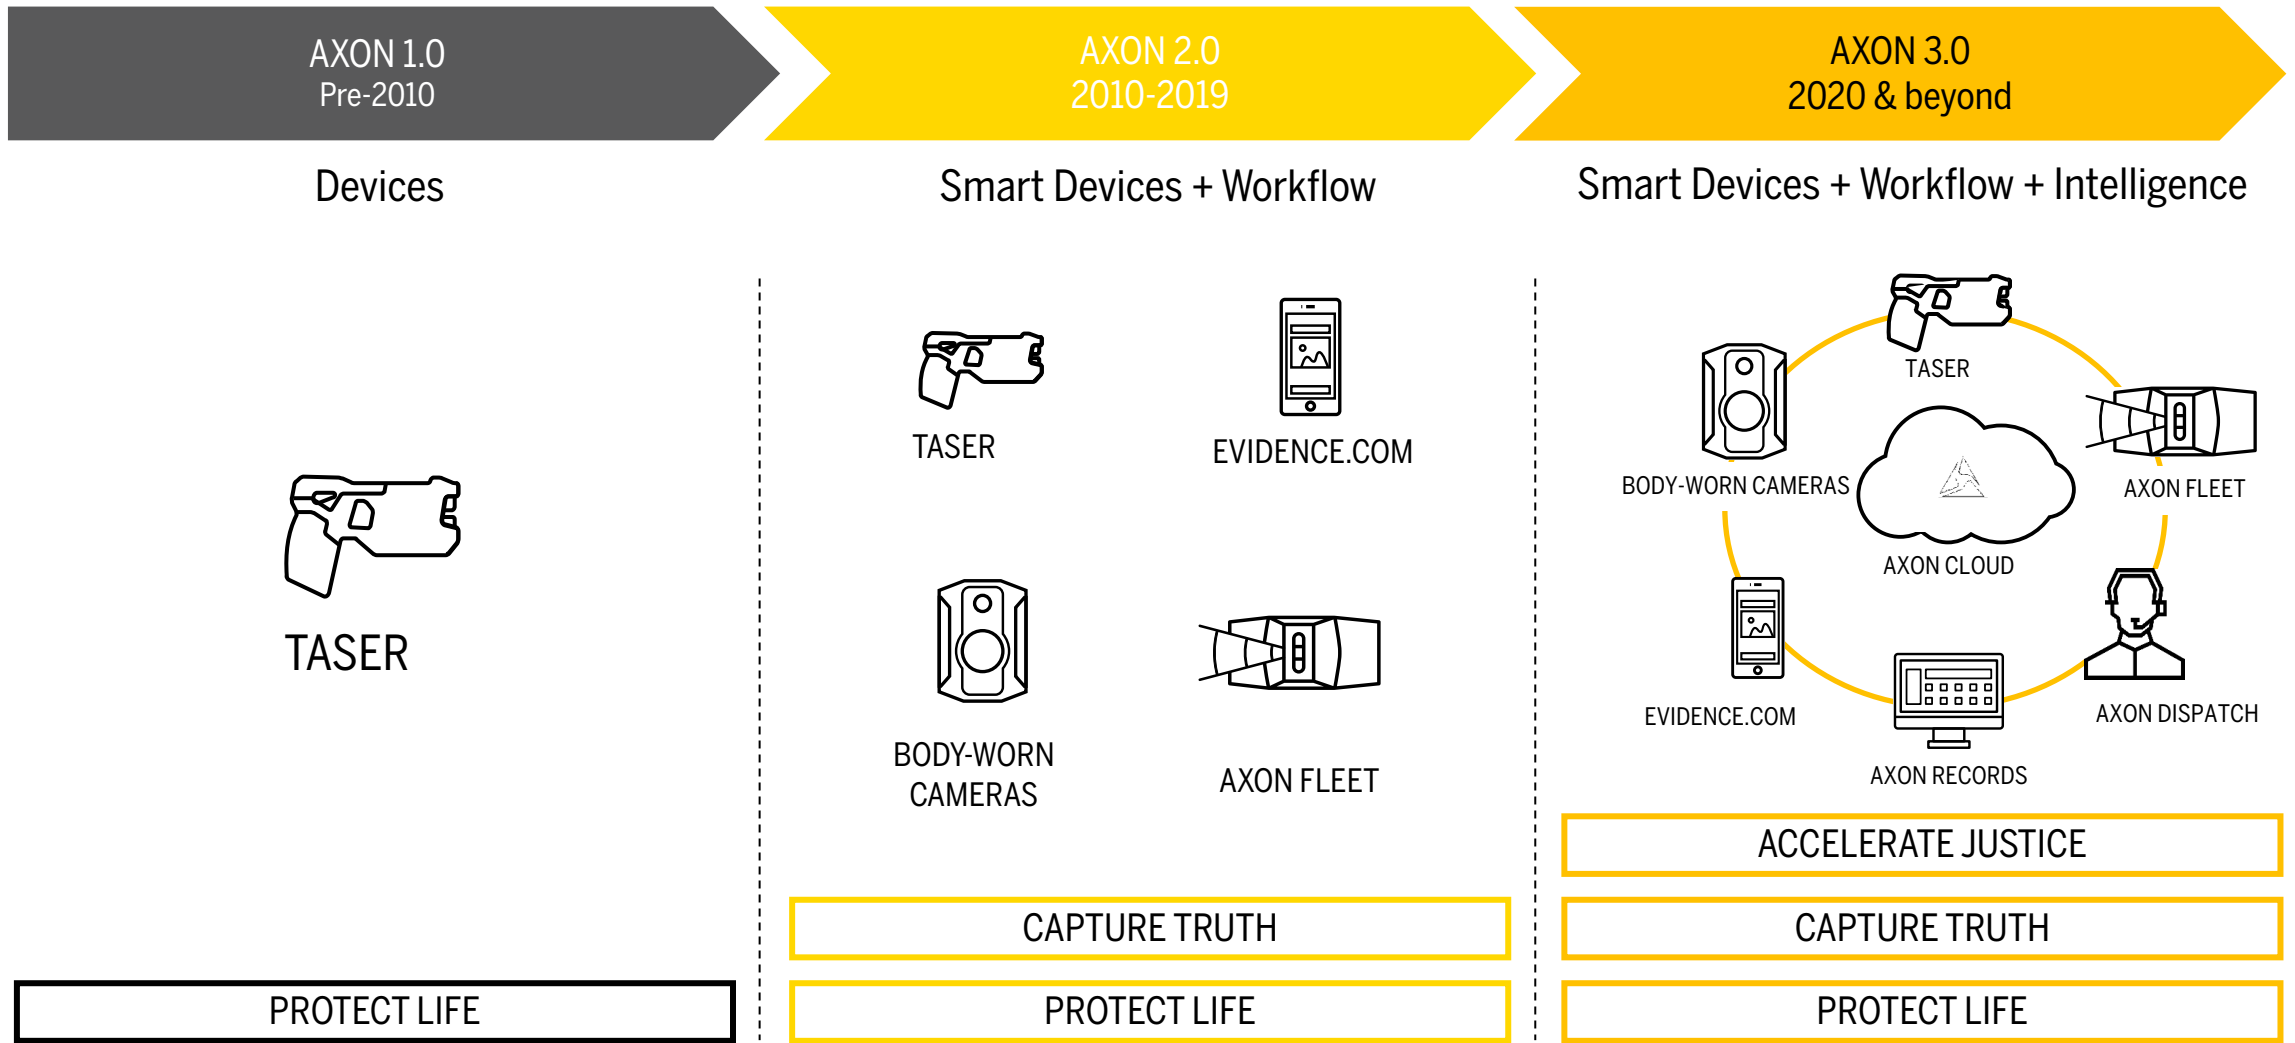 AXON 1.0
Pre-2010
AXON 2.0
2010-2019
AXON 3.0
2020 & beyond
Devices
Smart Devices + Workflow
Smart Devices + Workflow + Intelligence
TASER
PROTECT LIFE
TASER
EVIDENCE.COM
BODY-WORN
CAMERAS
AXON FLEET
CAPTURE TRUTH
PROTECT LIFE
TASER
BODY-WORN CAMERAS
AXON FLEET
AXON CLOUD
EVIDENCE.COM
AXON DISPATCH
AXON RECORDS
ACCELERATE JUSTICE
CAPTURE TRUTH
PROTECT LIFE